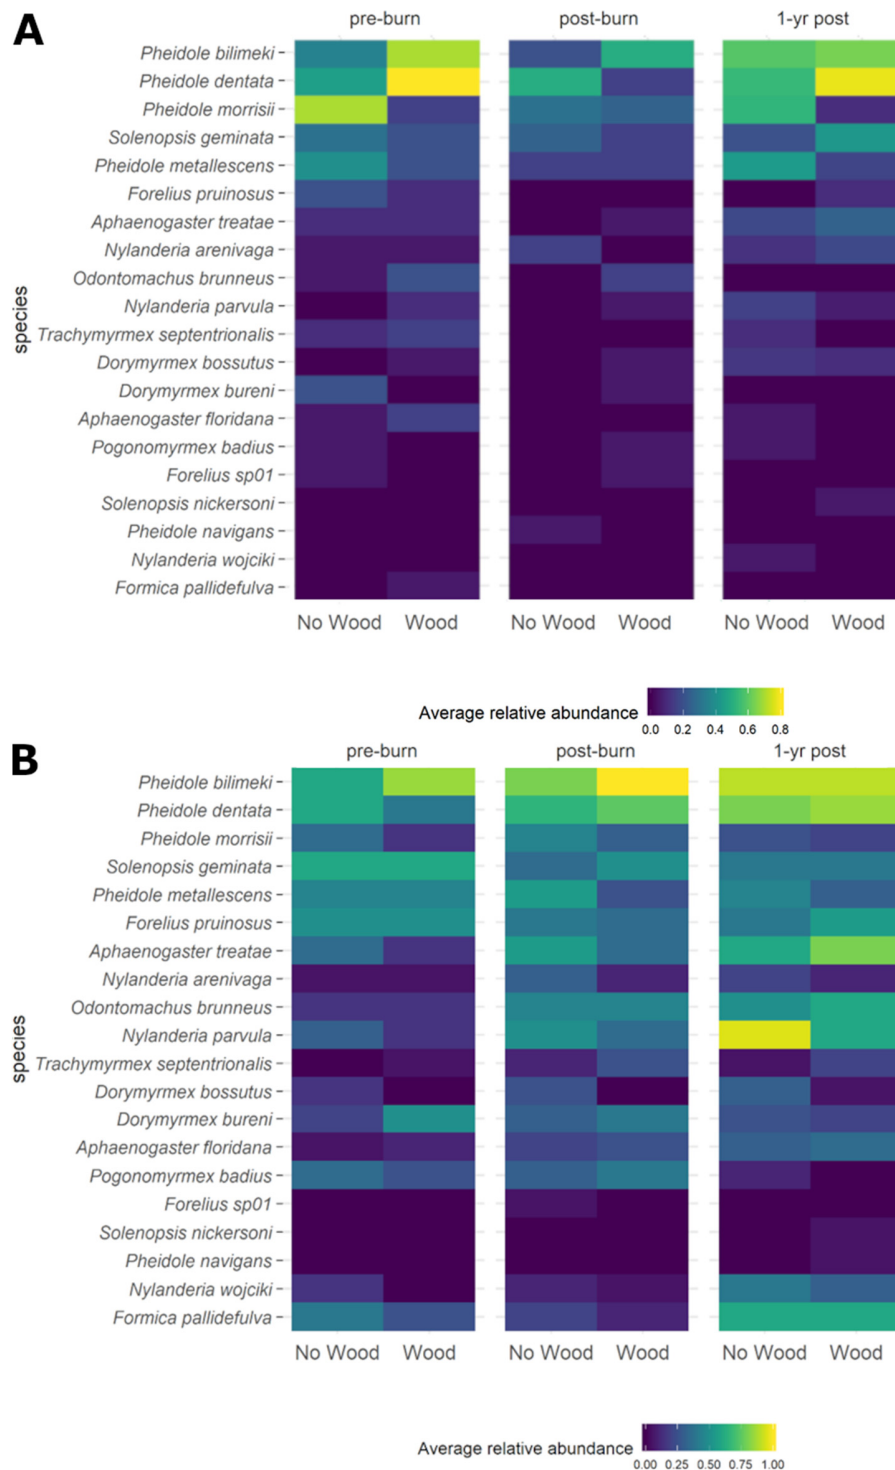 A
pre-burn post-burn 1-yr post
Pheidole bilimeki
Pheidole dentata
Pheidole morrisii
Solenopsis geminata
Pheidole metallescens
Forelius pruinosus
Aphaenogaster treatae
Nylanderia arenivaga
Odontomachus brunneus
Nylanderia parvula
Trachymyrmex septentrionalis
Dorymyrmex bossutus
Dorymyrmex bureni
Aphaenogaster floridana
Pogonomyrmex badius
Forelius sp01
Solenopsis nickersoni
Pheidole navigans
Nylanderia wojciki
Formica pallidefulva
species
No Wood Wood No Wood Wood No Wood Wood
Average relative abundance
0.0 0.2 0.4 0.6 0.8
B
pre-burn post-burn 1-yr post
Pheidole bilimeki
Pheidole dentata
Pheidole morrisii
Solenopsis geminata
Pheidole metallescens
Forelius pruinosus
Aphaenogaster treatae
Nylanderia arenivaga
Odontomachus brunneus
Nylanderia parvula
Trachymyrmex septentrionalis
Dorymyrmex bossutus
Dorymyrmex bureni
Aphaenogaster floridana
Pogonomyrmex badius
Forelius sp01
Solenopsis nickersoni
Pheidole navigans
Nylanderia wojciki
Formica pallidefulva
species
No Wood Wood No Wood Wood No Wood Wood
Average relative abundance
0.00 0.25 0.50 0.75 1.00